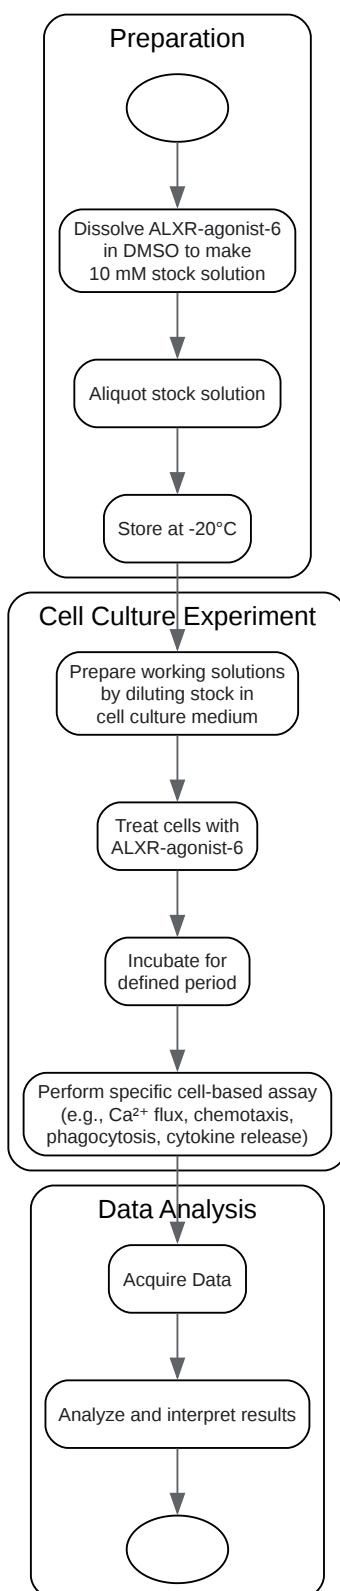 Preparation
Dissolve ALXR-agonist-6
in DMSO to make
10 mM stock solution
Aliquot stock solution
Store at -20°C
Cell Culture Experiment
Prepare working solutions
by diluting stock in
cell culture medium
Treat cells with
ALXR-agonist-6
Incubate for
defined period
Perform specific cell-based assay
(e.g., Ca²⁺ flux, chemotaxis,
phagocytosis, cytokine release)
Data Analysis
Acquire Data
Analyze and interpret results